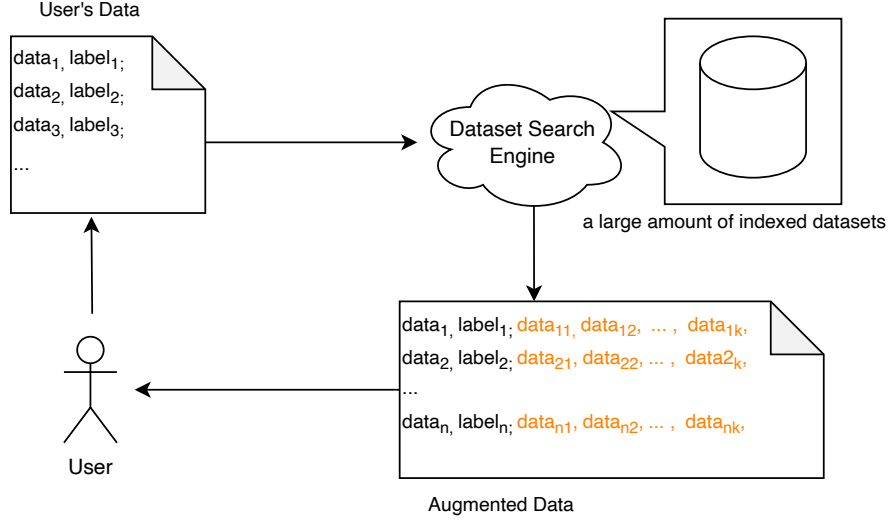 User's Data
data₁, label₁;
data₂, label₂;
data₃, label₃;
...
Dataset Search
Engine
a large amount of indexed datasets
data₁, label₁; data₁₁, data₁₂, ... , data₁ₖ,
data₂, label₂; data₂₁, data₂₂, ... , data2ₖ,
...
dataₙ, labelₙ; dataₙ₁, dataₙ₂, ... , dataₙₖ,
User
Augmented Data